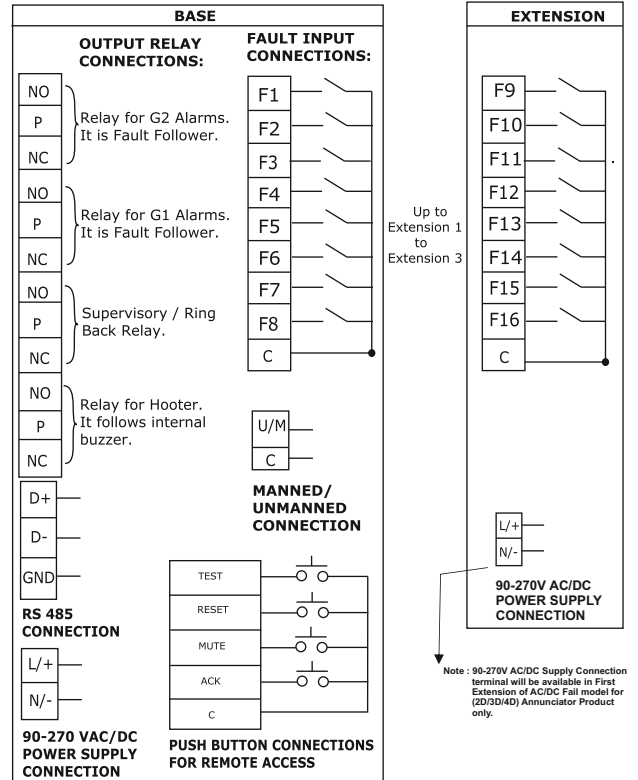 BASE
OUTPUT RELAY
CONNECTIONS:
NO
P
NC
Relay for G2 Alarms.
It is Fault Follower.
NO
P
NC
Relay for G1 Alarms.
It is Fault Follower.
NO
P
NC
Supervisory / Ring
Back Relay.
NO
P
NC
Relay for Hooter.
It follows internal
buzzer.
D+
D-
GND
RS 485
CONNECTION
L/+
N/-
90-270 VAC/DC
POWER SUPPLY
CONNECTION
FAULT INPUT
CONNECTIONS:
F1
F2
F3
F4
F5
F6
F7
F8
C
U/M
C
MANNED/
UNMANNED
CONNECTION
TEST
RESET
MUTE
ACK
C
PUSH BUTTON CONNECTIONS
FOR REMOTE ACCESS
Up to
Extension 1
to
Extension 3
EXTENSION
F9
F10
F11
F12
F13
F14
F15
F16
C
L/+
N/-
90-270V AC/DC
POWER SUPPLY
CONNECTION
Note : 90-270V AC/DC Supply Connection
terminal will be available in First
Extension of AC/DC Fail model for
(2D/3D/4D) Annunciator Product
only.